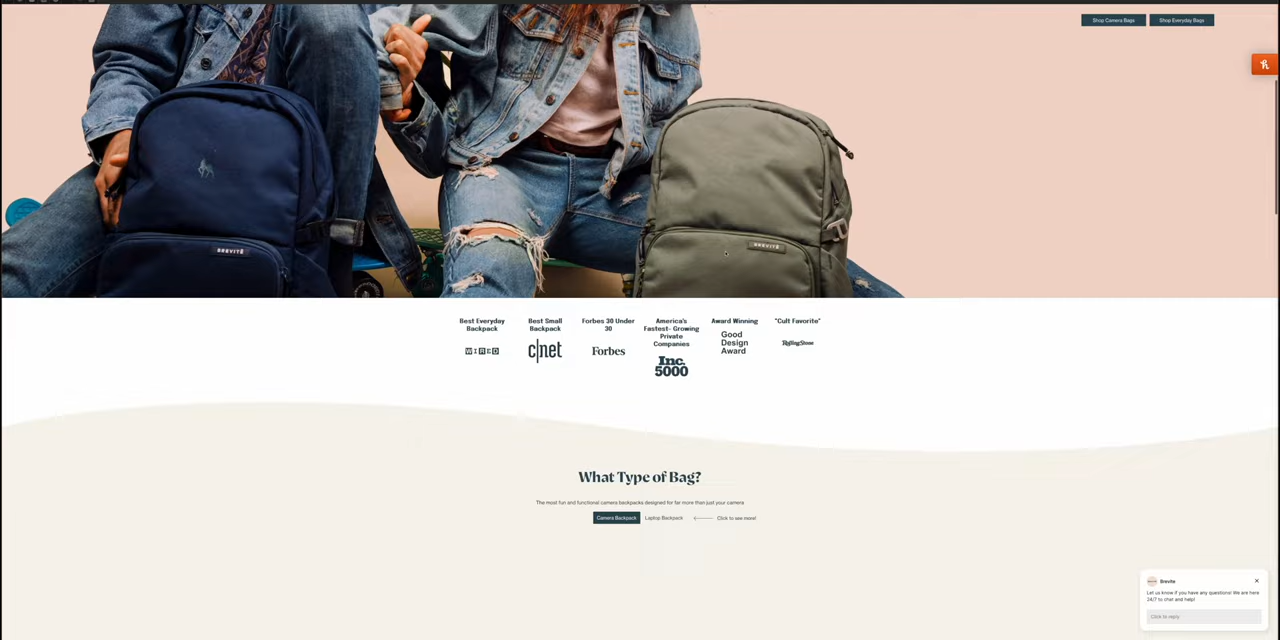 Shop Camera Bags
Shop Everyday Bags
BREVITĒ
BREVITĒ
Best Everyday
Backpack
WIRED
Best Small
Backpack
c|net
Forbes 30 Under
30
Forbes
America's
Fastest- Growing
Private
Companies
Inc.
5000
Award Winning
Good
Design
Award
"Cult Favorite"
RollingStone
What Type of Bag?
The most fun and functional camera backpacks designed for far more than just your camera
Camera Backpack
Laptop Backpack
Click to see more!
Brevite
Let us know if you have any questions! We are here
24/7 to chat and help!
Click to reply